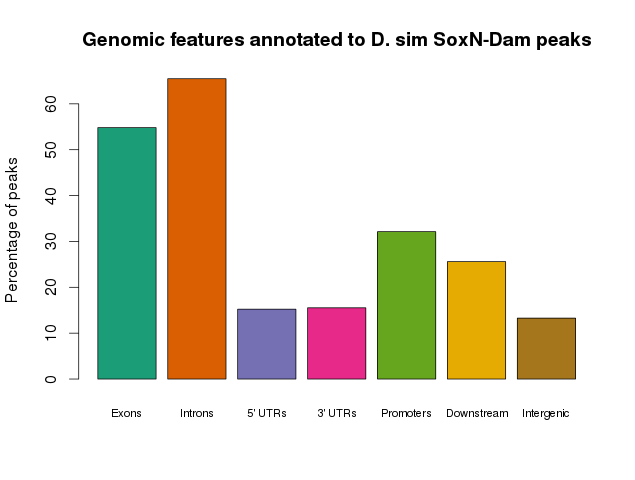 Genomic features annotated to D. sim SoxN-Dam peaks
Percentage of peaks
60
50
40
30
20
10
0
Exons Introns 5' UTRs 3' UTRs Promoters Downstream Intergenic